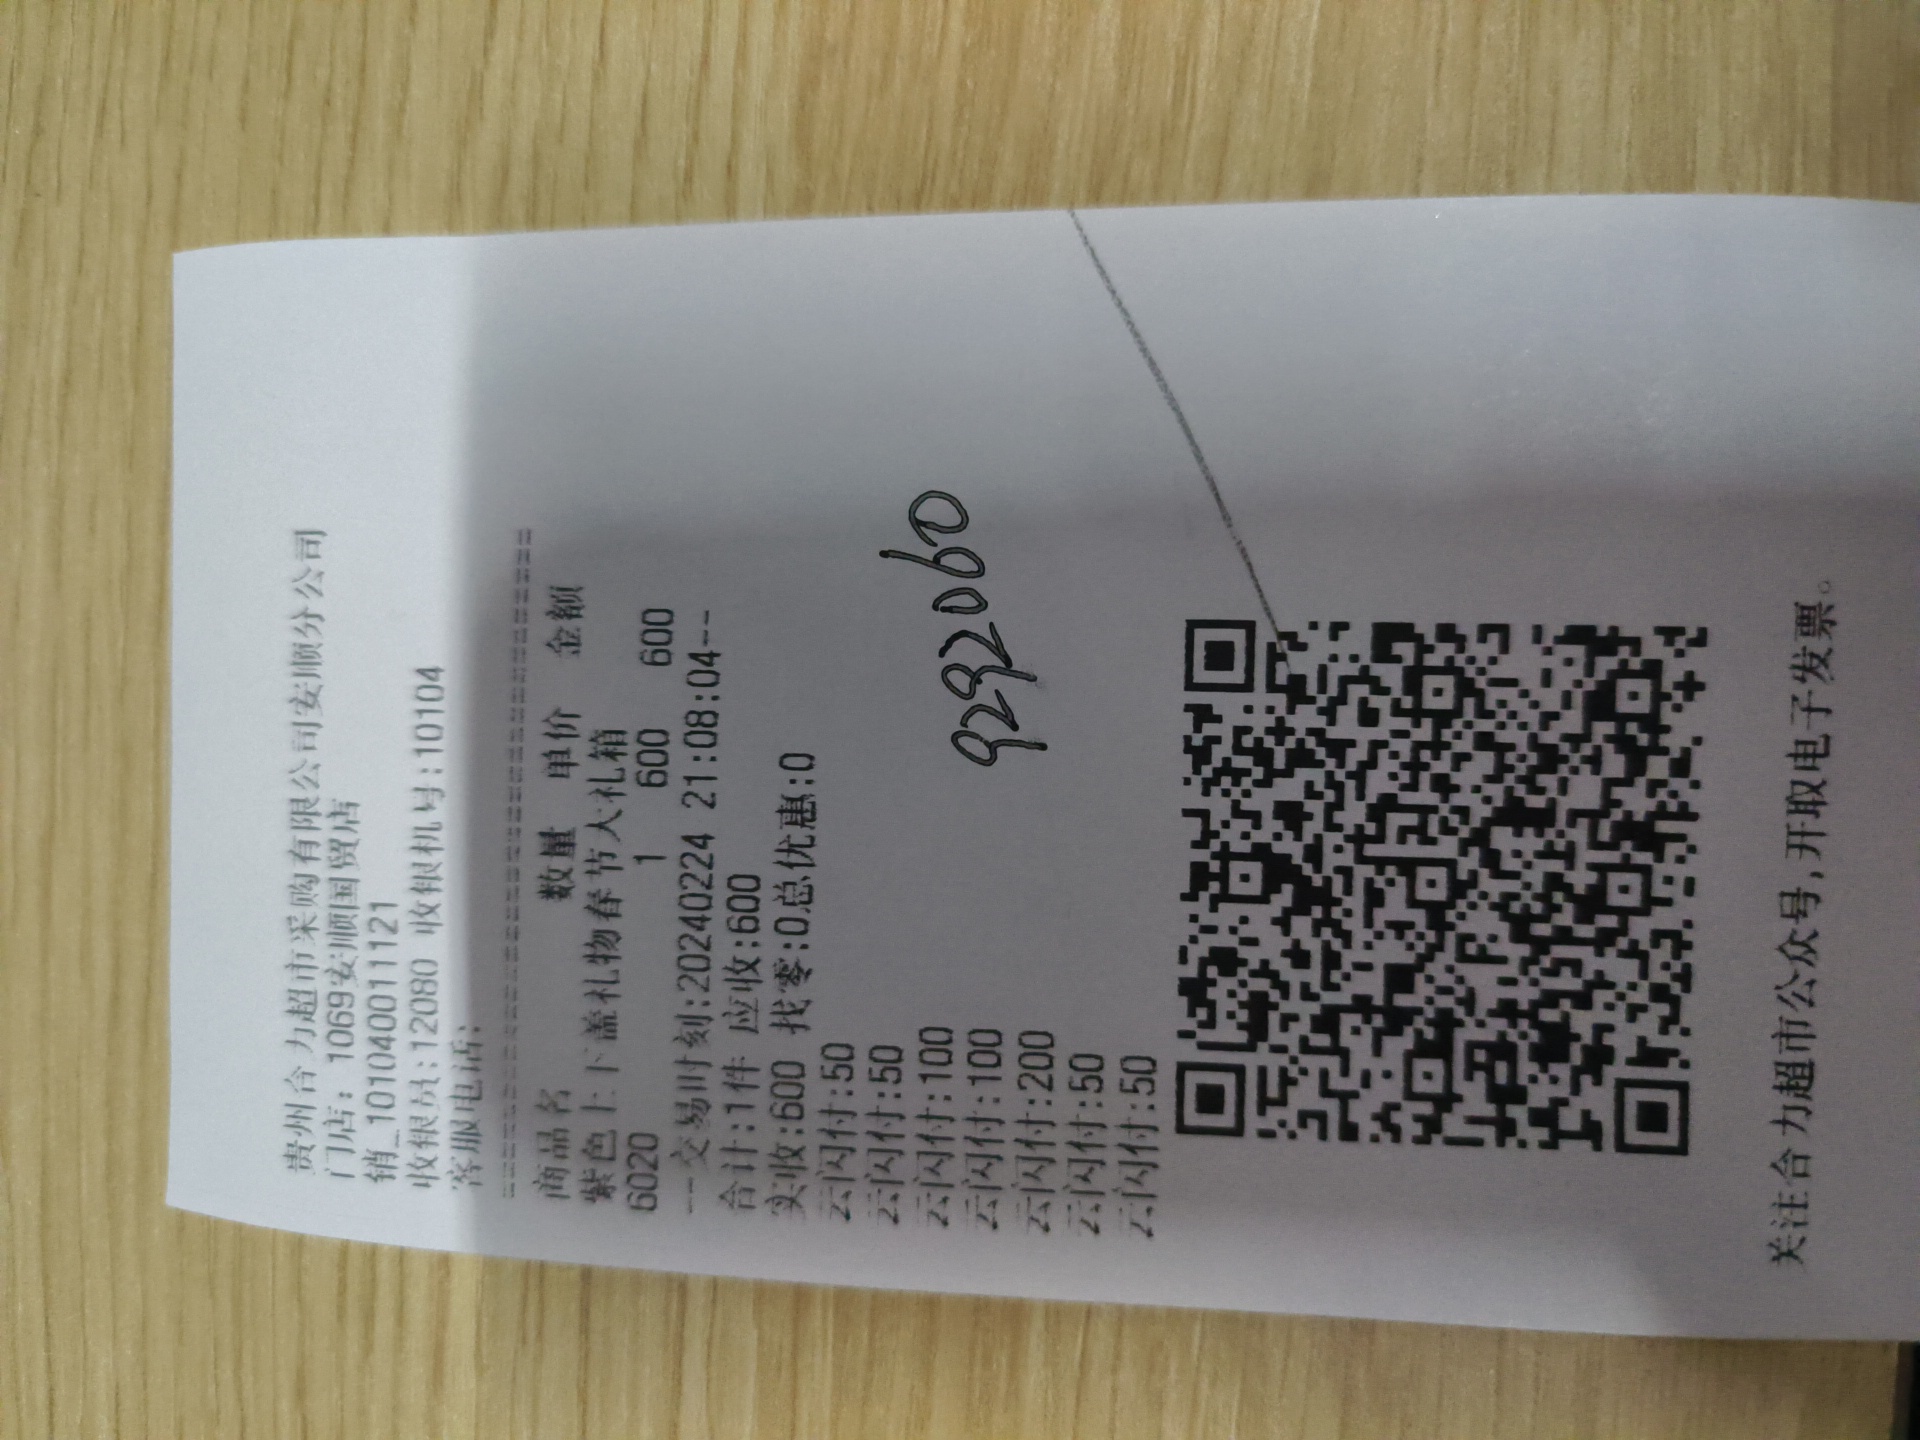 贵州合力超市采购有限公司安顺分公司
门店: 1069安顺国贸店
销_1010400111121
收银员:12080 收银机号:10104
客服电话:
商品名 数量 单价 金额
紫色上下盖礼物春节大礼箱
6020 1 600 600
--交易时刻:20240224 21:08:04--
合计:1件 应收:600
实收:600 找零:0总优惠:0
云闪付:50
云闪付:50
云闪付:100
云闪付:100
云闪付:200
云闪付:50
云闪付:50
9292060
关注合力超市公众号,开取电子发票。